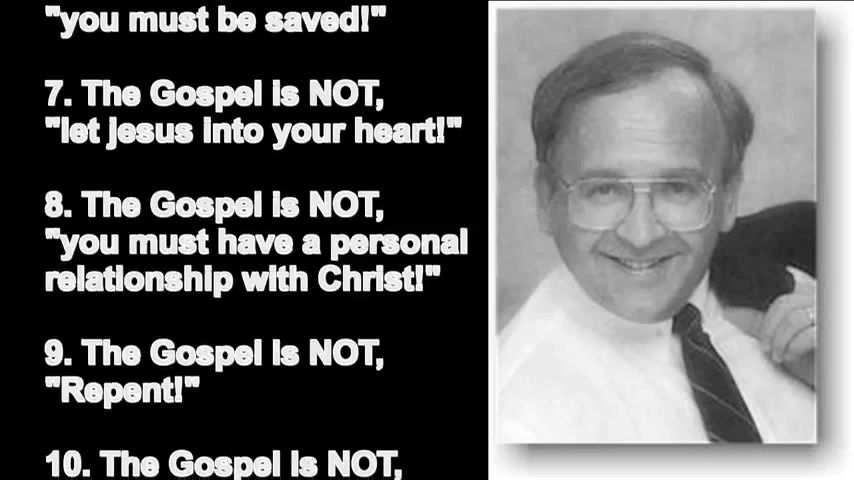 "you must be saved!"
7. The Gospel is NOT,
"let jesus into your heart!"
8. The Gospel is NOT,
"you must have a personal
relationship with Christ!"
9. The Gospel is NOT,
"Repent!"
10. The Gospel is NOT,